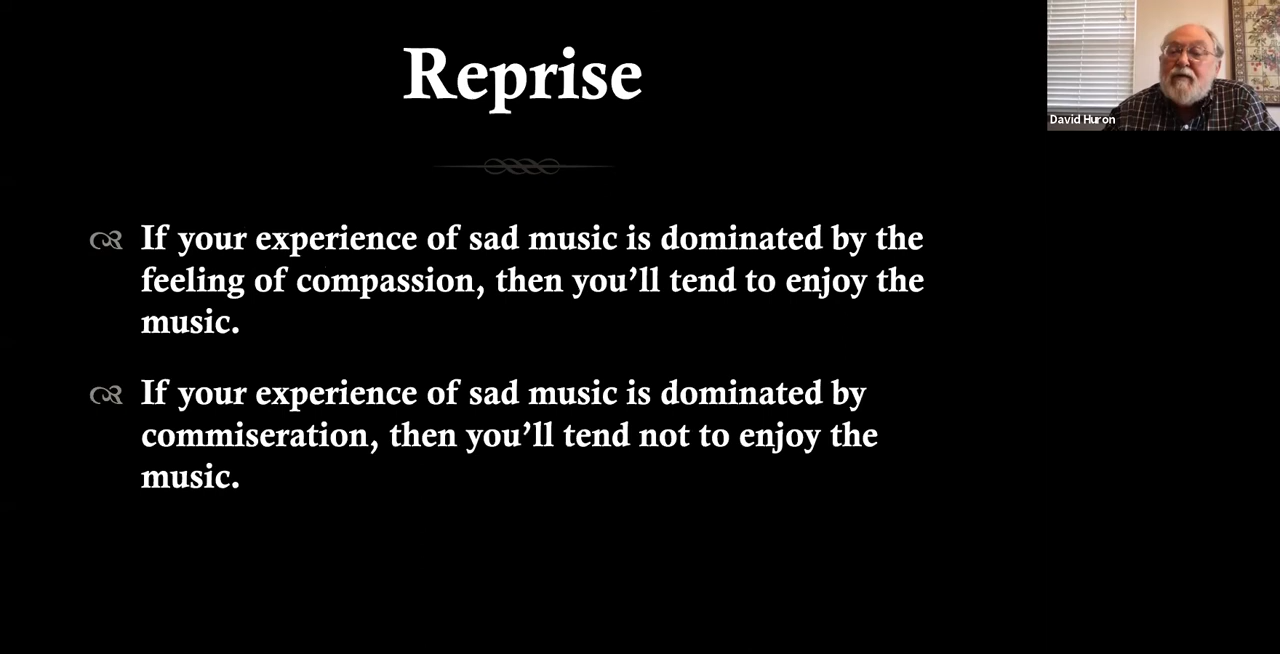 Reprise
If your experience of sad music is dominated by the
feeling of compassion, then you’ll tend to enjoy the
music.
If your experience of sad music is dominated by
commiseration, then you’ll tend not to enjoy the
music.
David Huron